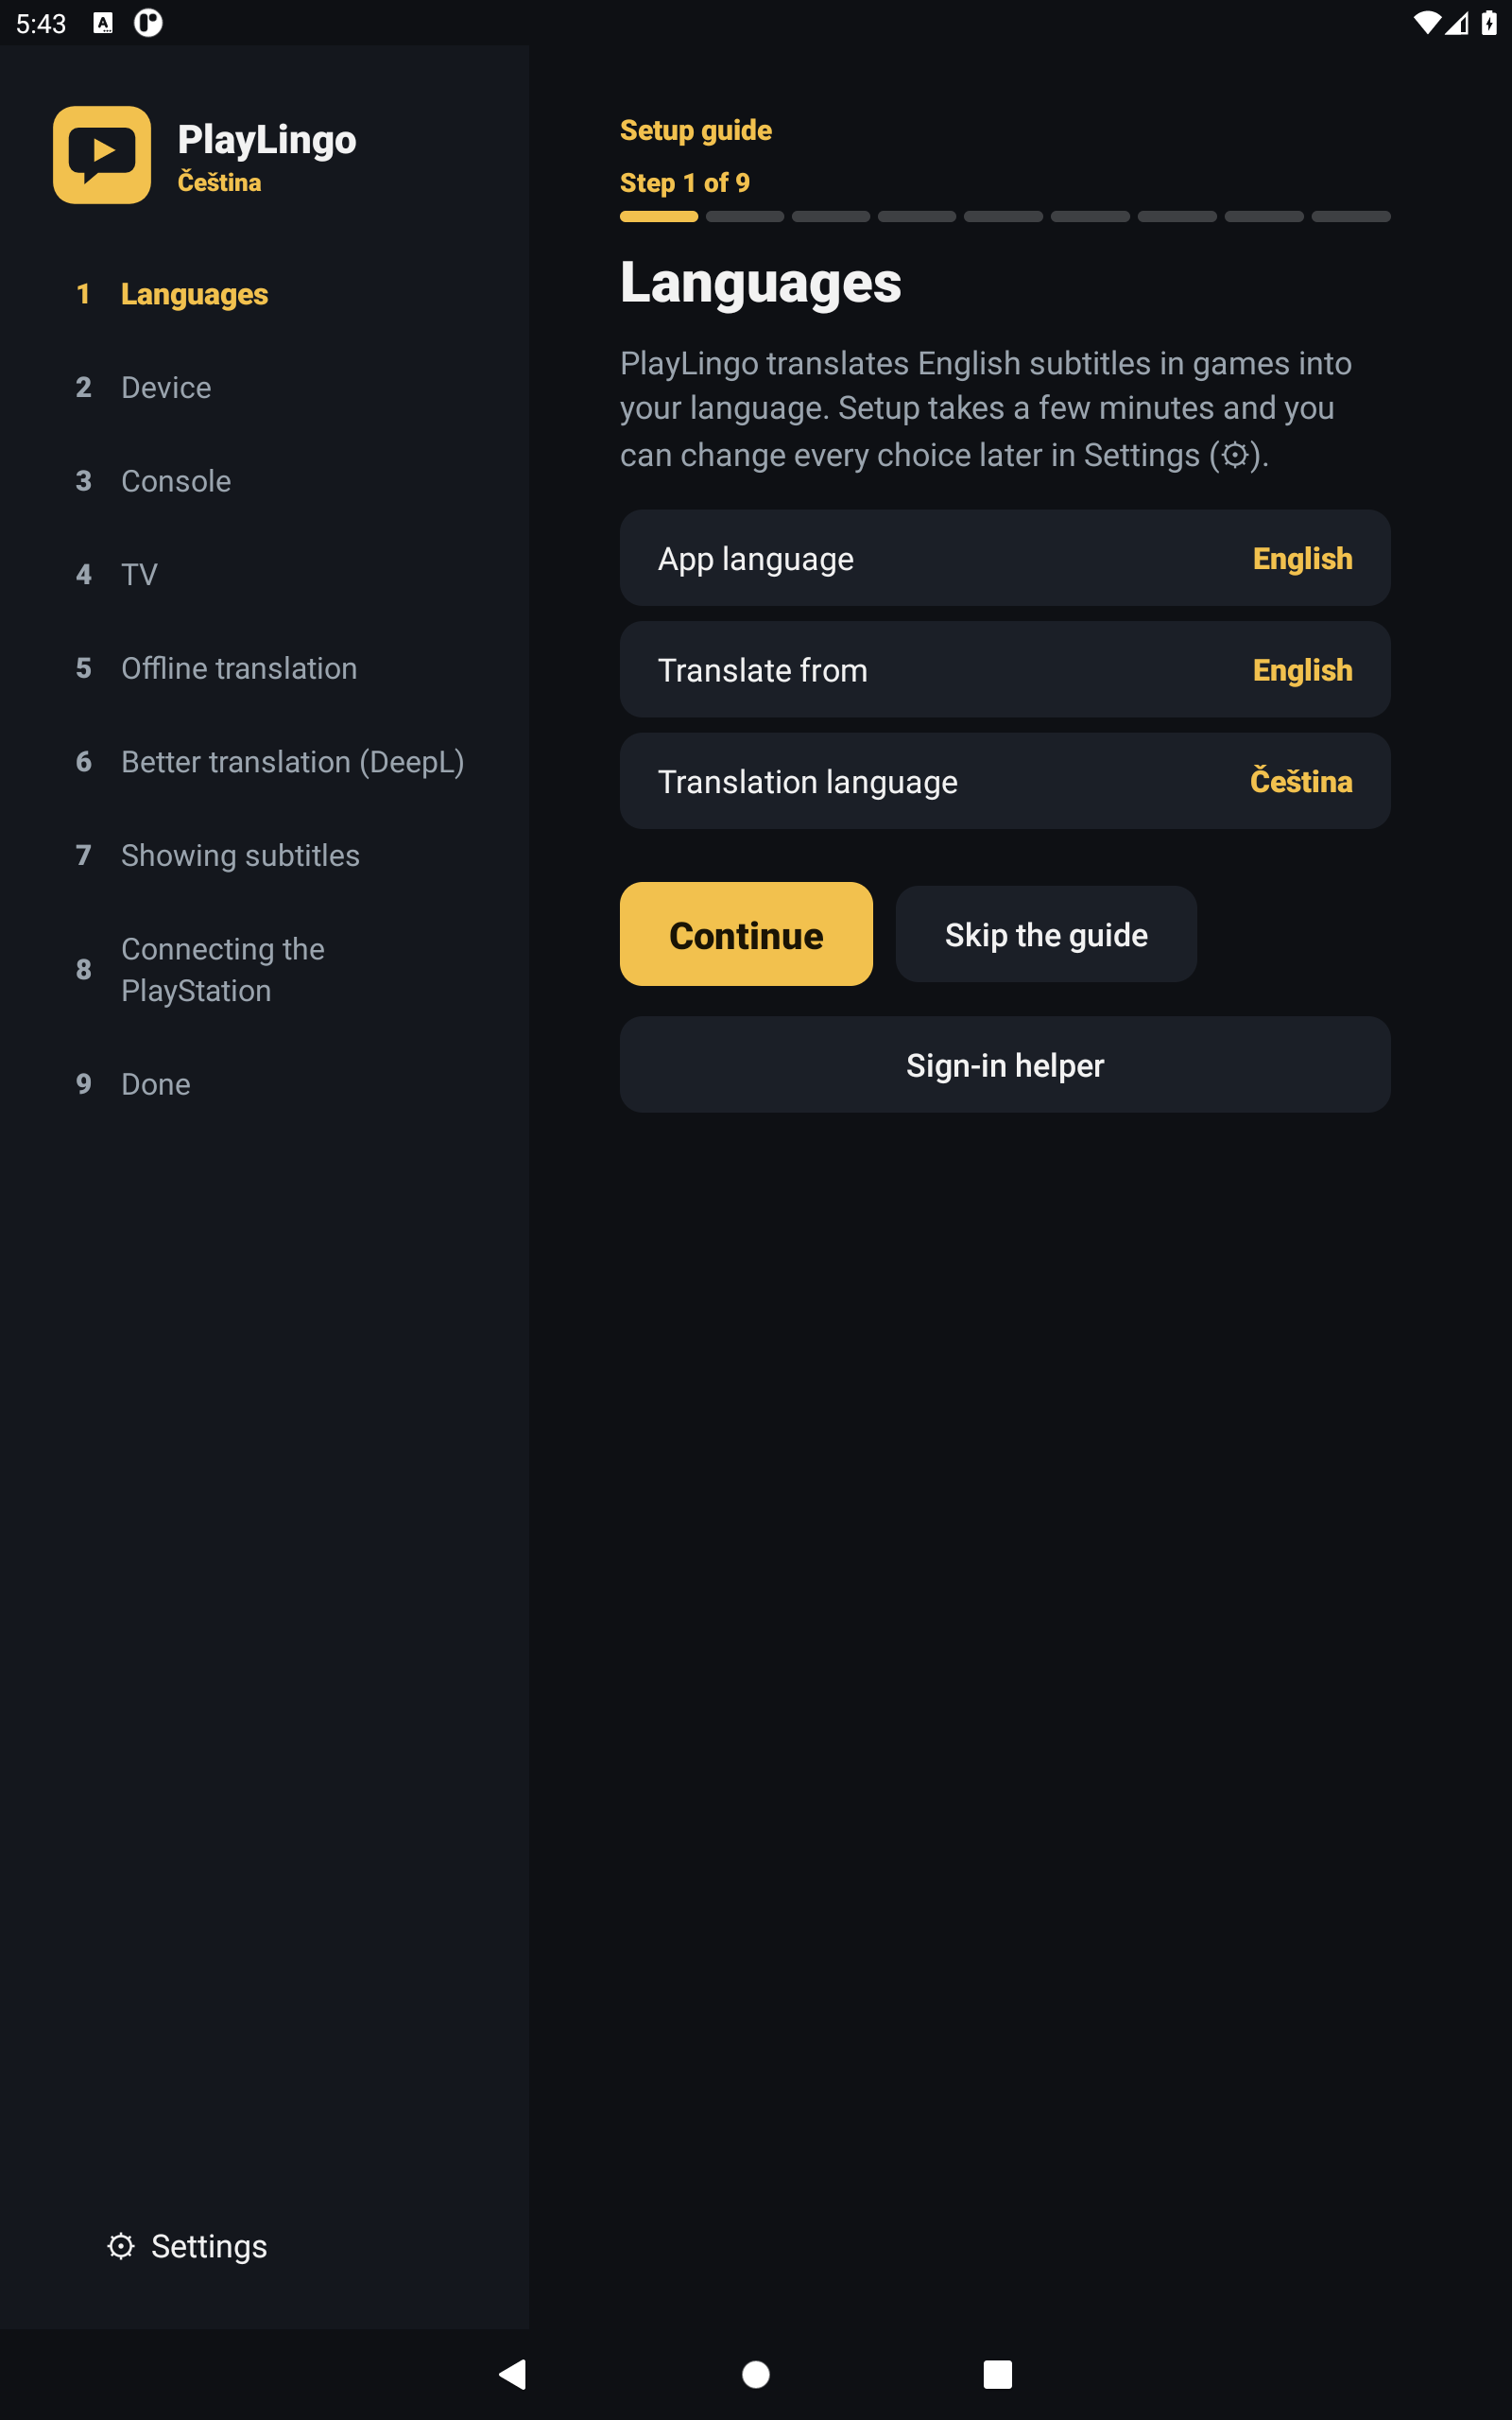 5:43
PlayLingo
Čeština
1 Languages
2 Device
3 Console
4 TV
5 Offline translation
6 Better translation (DeepL)
7 Showing subtitles
8 Connecting the
PlayStation
9 Done
Settings
Setup guide
Step 1 of 9
Languages
PlayLingo translates English subtitles in games into
your language. Setup takes a few minutes and you
can change every choice later in Settings (⚙).
App language English
Translate from English
Translation language Čeština
Continue
Skip the guide
Sign-in helper